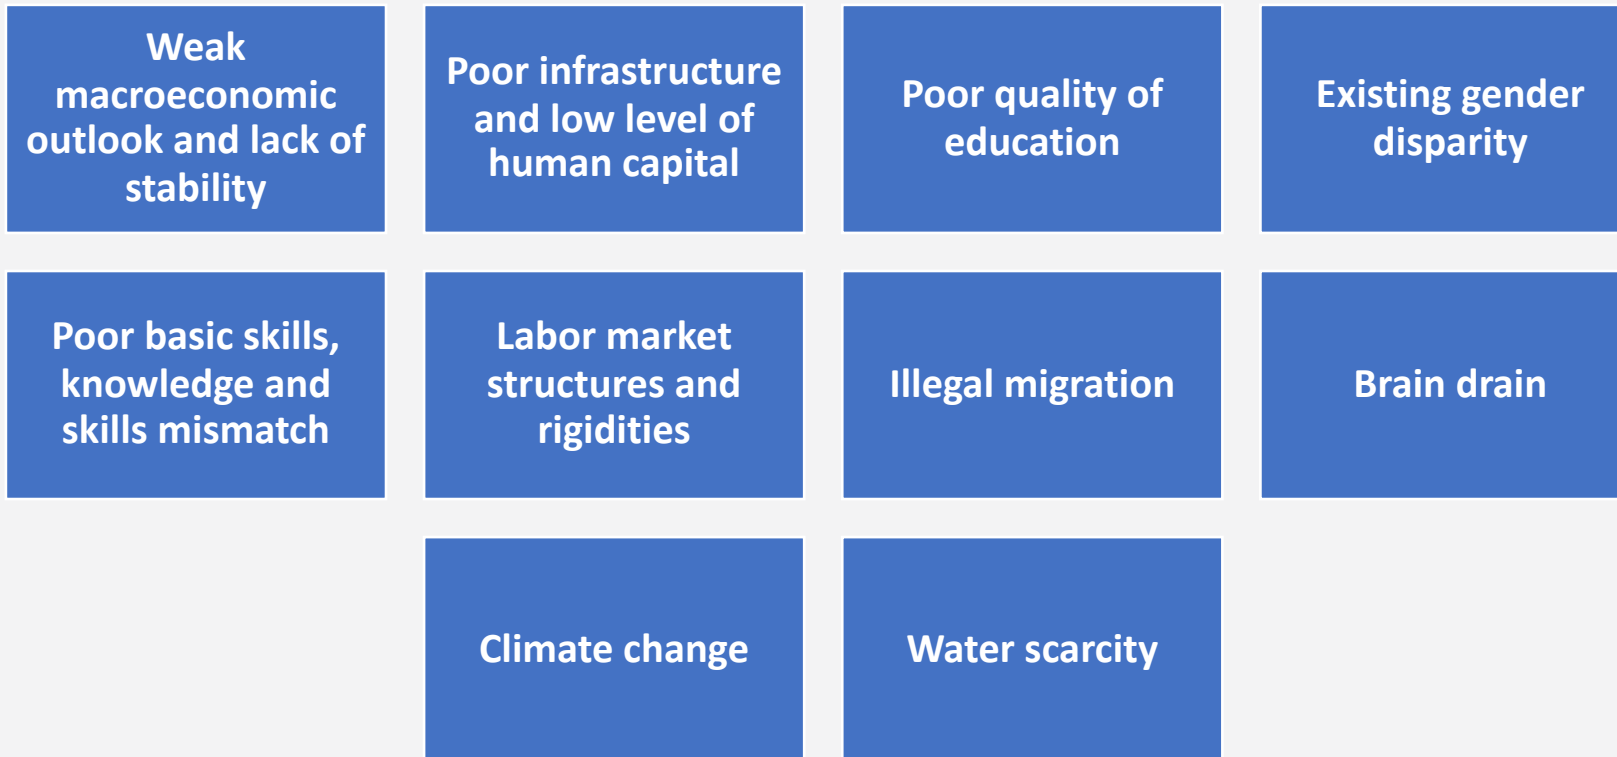 Weak
macroeconomic
outlook and lack of
stability
Poor infrastructure
and low level of
human capital
Poor quality of
education
Existing gender
disparity
Poor basic skills,
knowledge and
skills mismatch
Labor market
structures and
rigidities
Illegal migration
Brain drain
Climate change
Water scarcity